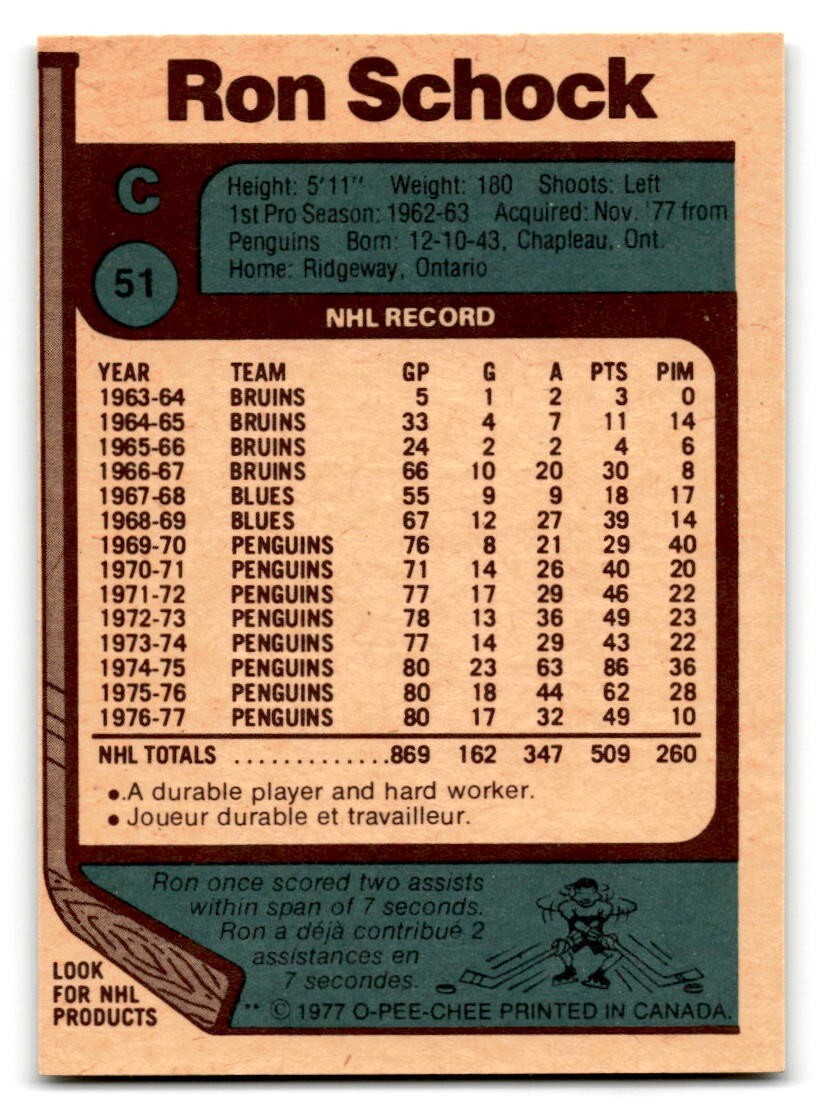 Ron Schock
C
51
Height: 5'11" Weight: 180 Shoots: Left
1st Pro Season: 1962-63 Acquired: Nov. '77 from
Penguins Born: 12-10-43, Chapleau, Ont.
Home: Ridgeway, Ontario
NHL RECORD
YEAR TEAM GP G A PTS PIM
1963-64 BRUINS 5 1 2 3 0
1964-65 BRUINS 33 4 7 11 14
1965-66 BRUINS 24 2 2 4 6
1966-67 BRUINS 66 10 20 30 8
1967-68 BLUES 55 9 9 18 17
1968-69 BLUES 67 12 27 39 14
1969-70 PENGUINS 76 8 21 29 40
1970-71 PENGUINS 71 14 26 40 20
1971-72 PENGUINS 77 17 29 46 22
1972-73 PENGUINS 78 13 36 49 23
1973-74 PENGUINS 77 14 29 43 22
1974-75 PENGUINS 80 23 63 86 36
1975-76 PENGUINS 80 18 44 62 28
1976-77 PENGUINS 80 17 32 49 10
NHL TOTALS .............869 162 347 509 260
•.A durable player and hard worker.
• Joueur durable et travailleur.
Ron once scored two assists
within span of 7 seconds.
Ron a déjà contribué 2
assistances en
7 secondes.
LOOK
FOR NHL
PRODUCTS
** © 1977 O-PEE-CHEE PRINTED IN CANADA.